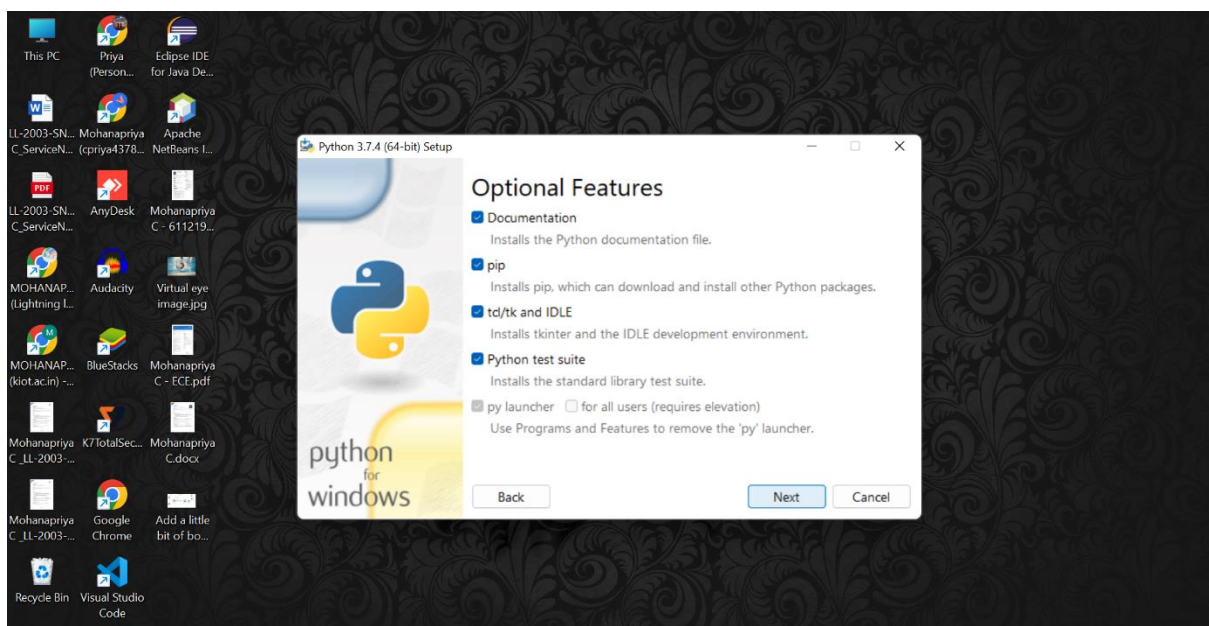 This PC
Priya
(Person...
Eclipse IDE
for Java De...
LL-2003-SN...
C_ServiceN...
Mohanapriya
(cpriya4378...
Apache
NetBeans I...
LL-2003-SN...
C_ServiceN...
AnyDesk
Mohanapriya
C - 611219...
MOHANAP...
(Lightning l...
Audacity
Virtual eye
image.jpg
MOHANAP...
(kiot.ac.in) -...
BlueStacks
Mohanapriya
C - ECE.pdf
Mohanapriya
C _LL-2003-...
K7TotalSec...
Mohanapriya
C.docx
Mohanapriya
C _LL-2003-...
Google
Chrome
Add a little
bit of bo...
Recycle Bin
Visual Studio
Code
W
PDF
M
Python 3.7.4 (64-bit) Setup
Optional Features
Documentation
Installs the Python documentation file.
pip
Installs pip, which can download and install other Python packages.
tcl/tk and IDLE
Installs tkinter and the IDLE development environment.
Python test suite
Installs the standard library test suite.
py launcher for all users (requires elevation)
Use Programs and Features to remove the 'py' launcher.
python
for
windows
Back Next Cancel